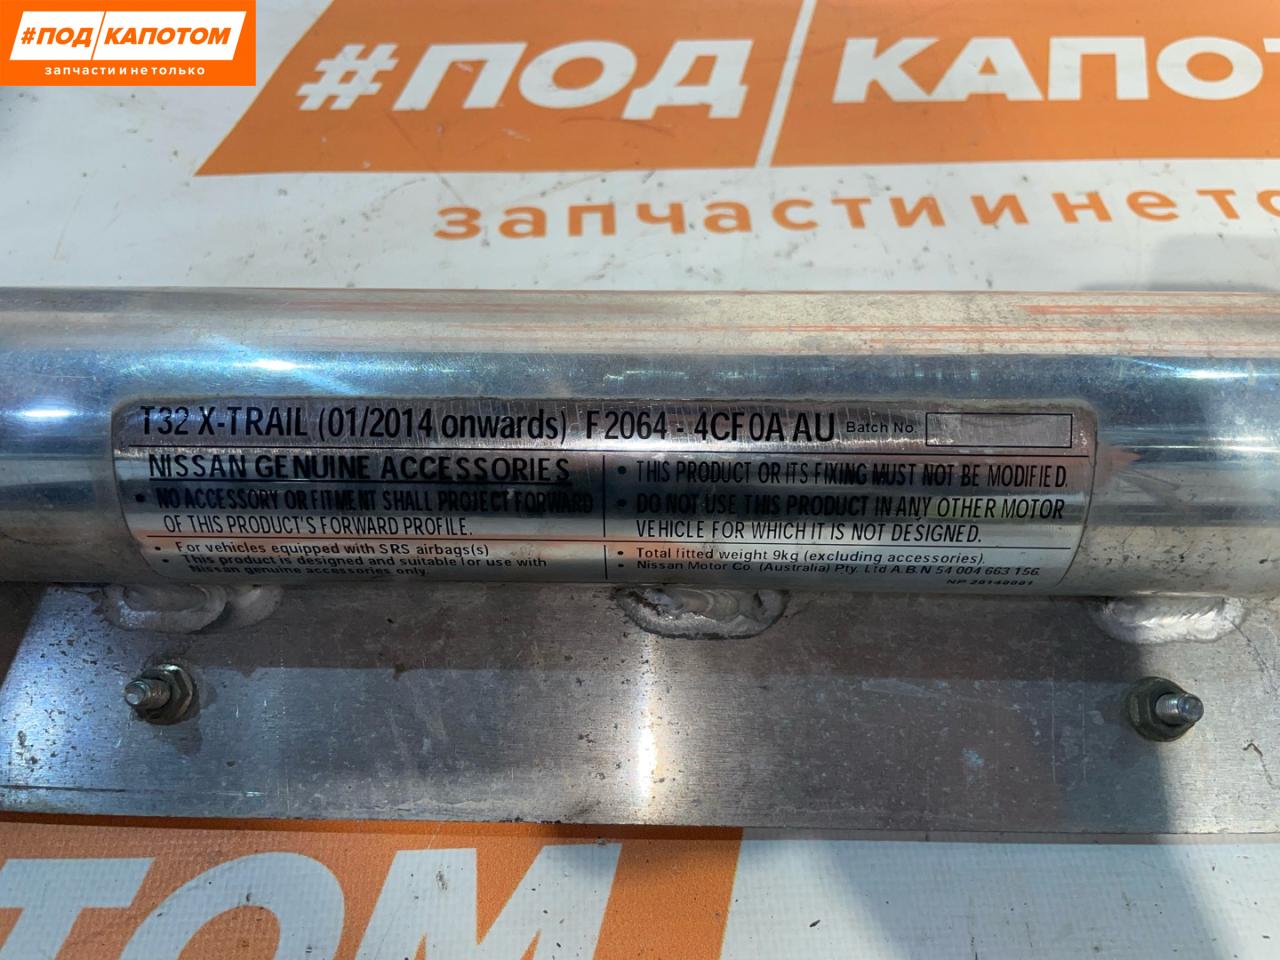 #ПОД КАПОТОМ
запчасти и не только
#ПОД КАПОТ
запчасти и не то
T32 X-TRAIL (01/2014 onwards) F2064 - 4CF0A AU Batch No.
NISSAN GENUINE ACCESSORIES
• NO ACCESSORY OR FITMENT SHALL PROJECT FORWARD
OF THIS PRODUCT'S FORWARD PROFILE.
• THIS PRODUCT OR ITS FIXING MUST NOT BE MODIFIED.
• DO NOT USE THIS PRODUCT IN ANY OTHER MOTOR
VEHICLE FOR WHICH IT IS NOT DESIGNED.
• For vehicles equipped with SRS airbags(s)
• This product is designed and suitable for use with
Nissan genuine accessories only.
• Total fitted weight 9kg (excluding accessories).
• Nissan Motor Co. (Australia) Pty. Ltd A.B.N 54 004 663 156
NP 20140001
ТОМ